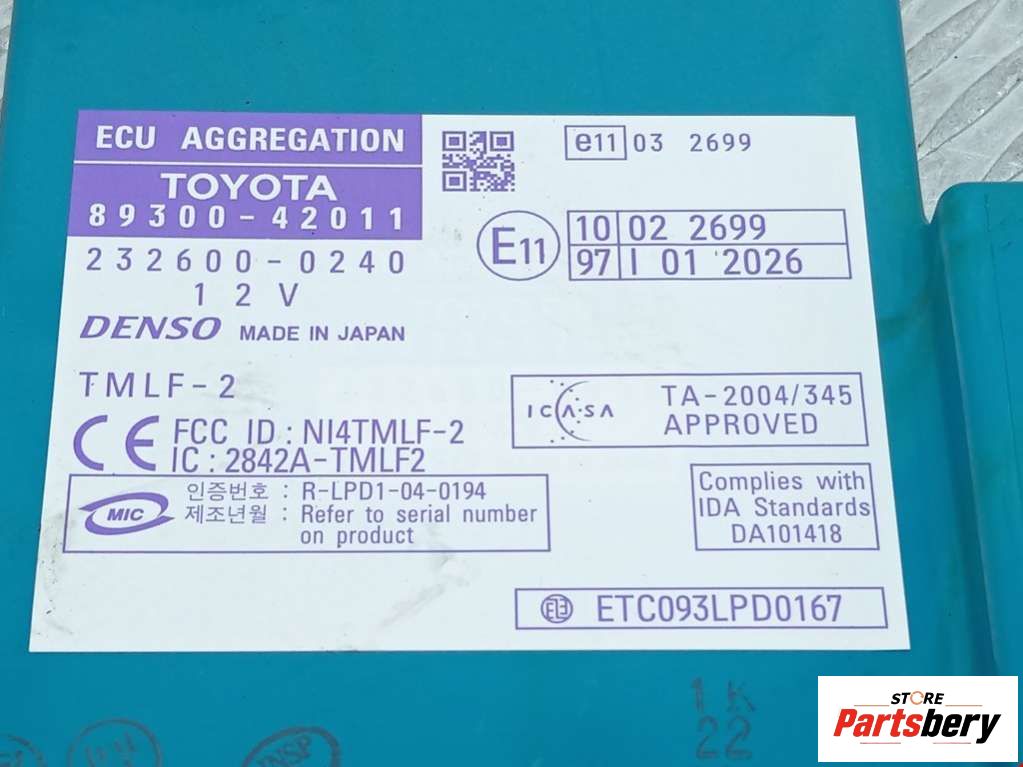 ECU AGGREGATION
TOYOTA
89300-42011
232600-0240
12V
DENSO MADE IN JAPAN
e11 03 2699
E11
10 02 2699
97 I 01 2026
TMLF-2
CE FCC ID : NI4TMLF-2
IC : 2842A-TMLF2
ICASA TA-2004/345
APPROVED
MIC 인증번호 : R-LPD1-04-0194
제조년월 : Refer to serial number
on product
Complies with
IDA Standards
DA101418
ETC093LPD0167
1K
22
STORE
Partsbery